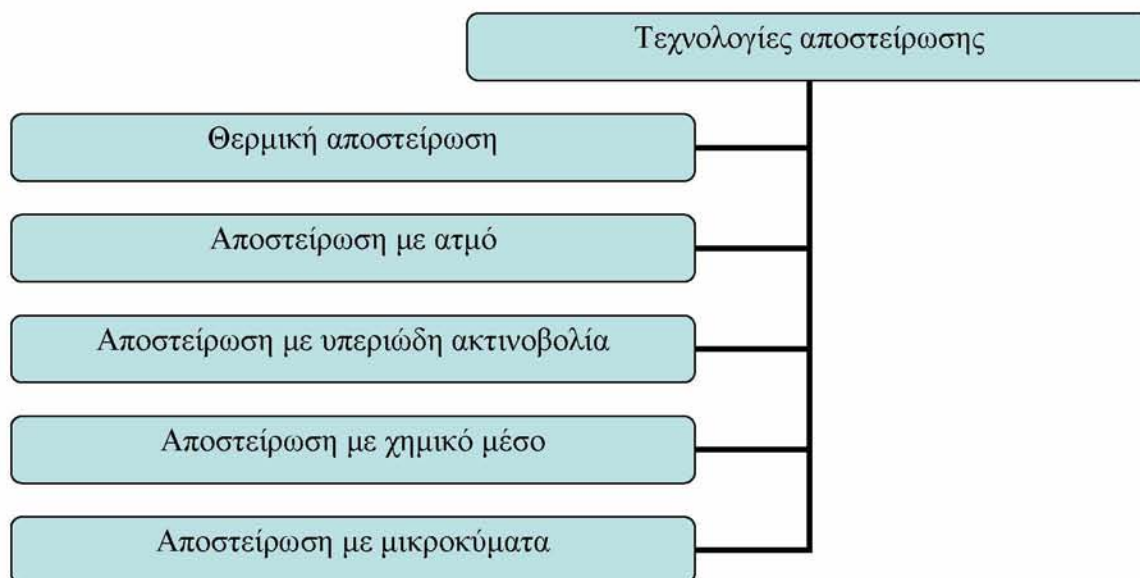 Τεχνολογίες αποστείρωσης
Θερμική αποστείρωση
Αποστείρωση με ατμό
Αποστείρωση με υπεριώδη ακτινοβολία
Αποστείρωση με χημικό μέσο
Αποστείρωση με μικροκύματα